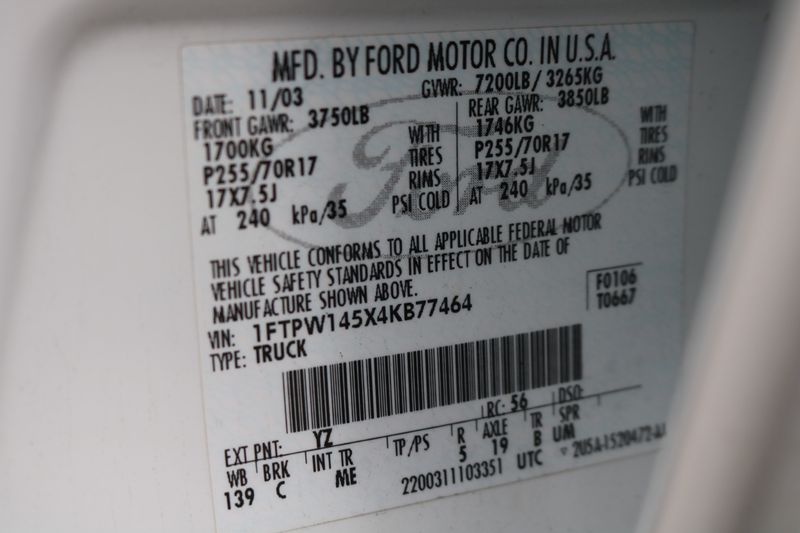 MFD. BY FORD MOTOR CO. IN U.S.A.
DATE: 11/03 GVWR: 7200LB/ 3265KG
FRONT GAWR: 3750LB REAR GAWR: 3850LB
1700KG WITH 1746KG WITH
P255/70R17 TIRES P255/70R17 TIRES
17X7.5J RIMS 17X7.5J RIMS
AT 240 kPa/35 PSI COLD AT 240 kPa/35 PSI COLD
Ford
THIS VEHICLE CONFORMS TO ALL APPLICABLE FEDERAL MOTOR
VEHICLE SAFETY STANDARDS IN EFFECT ON THE DATE OF
MANUFACTURE SHOWN ABOVE.
F0106
T0667
VIN: 1FTPW145X4KB77464
TYPE: TRUCK
EXT PNT: YZ RC: 56 DSO:
WB BRK INT TR TP/PS R AXLE TR SPR
139 C ME 5 19 B UM
2200311103351 UTC